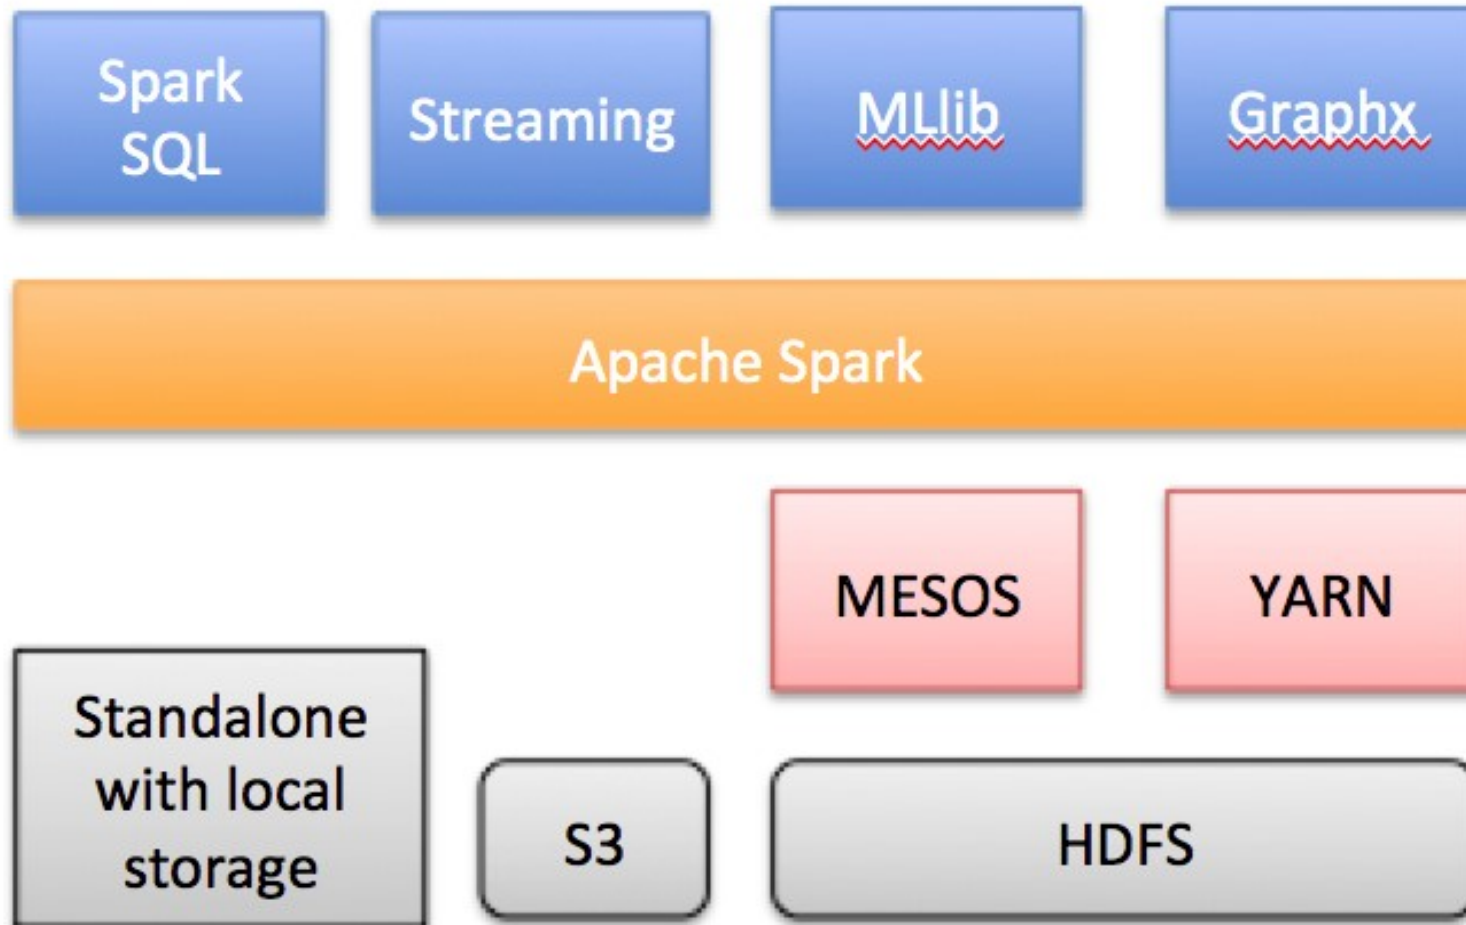 Spark
SQL
Streaming
MLlib
Graphx
Apache Spark
MESOS
YARN
Standalone
with local
storage
S3
HDFS